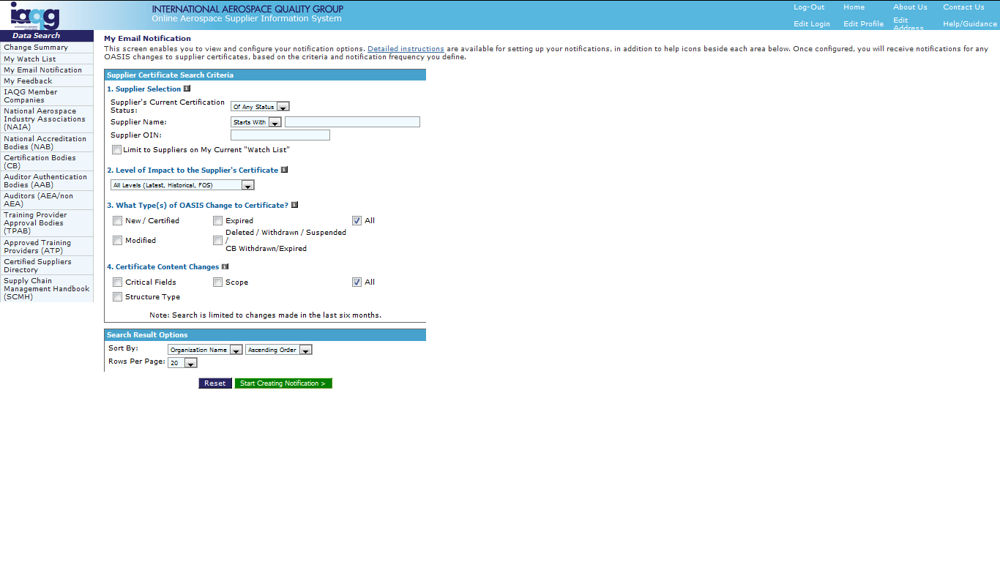 iaqg
INTERNATIONAL AEROSPACE QUALITY GROUP
Online Aerospace Supplier Information System
Log-Out Home About Us Contact Us
Edit Login Edit Profile Edit Address Help/Guidance
Data Search
Change Summary
My Watch List
My Email Notification
My Feedback
IAQG Member
Companies
National Aerospace
Industry Associations
(NAIA)
National Accreditation
Bodies (NAB)
Certification Bodies
(CB)
Auditor Authentication
Bodies (AAB)
Auditors (AEA/non
AEA)
Training Provider
Approval Bodies
(TPAB)
Approved Training
Providers (ATP)
Certified Suppliers
Directory
Supply Chain
Management Handbook
(SCMH)
My Email Notification
This screen enables you to view and configure your notification options. Detailed instructions are available for setting up your notifications, in addition to help icons beside each area below. Once configured, you will receive notifications for any
OASIS changes to supplier certificates, based on the criteria and notification frequency you define.
Supplier Certificate Search Criteria
1. Supplier Selection
Supplier's Current Certification
Status: Of Any Status
Supplier Name: Starts With
Supplier OIN:
Limit to Suppliers on My Current "Watch List"
2. Level of Impact to the Supplier's Certificate
All Levels (Latest, Historical, FOS)
3. What Type(s) of OASIS Change to Certificate?
New / Certified Expired All
Modified Deleted / Withdrawn / Suspended
/
CB Withdrawn/Expired
4. Certificate Content Changes
Critical Fields Scope All
Structure Type
Note: Search is limited to changes made in the last six months.
Search Result Options
Sort By: Organization Name Ascending Order
Rows Per Page: 20
Reset Start Creating Notification >